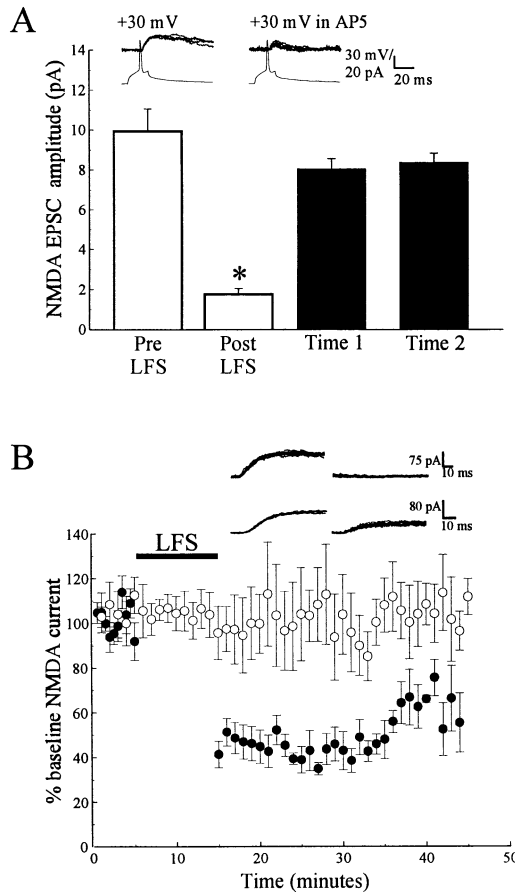 A
+30 mV
+30 mV in AP5
30 mV/
20 pA
20 ms
NMDA EPSC amplitude (pA)
14
12
10
8
6
4
2
0
*
Pre
LFS
Post
LFS
Time 1
Time 2
B
75 pA
10 ms
80 pA
10 ms
LFS
% baseline NMDA current
140
120
100
80
60
40
20
0
0
10
20
30
40
50
Time (minutes)